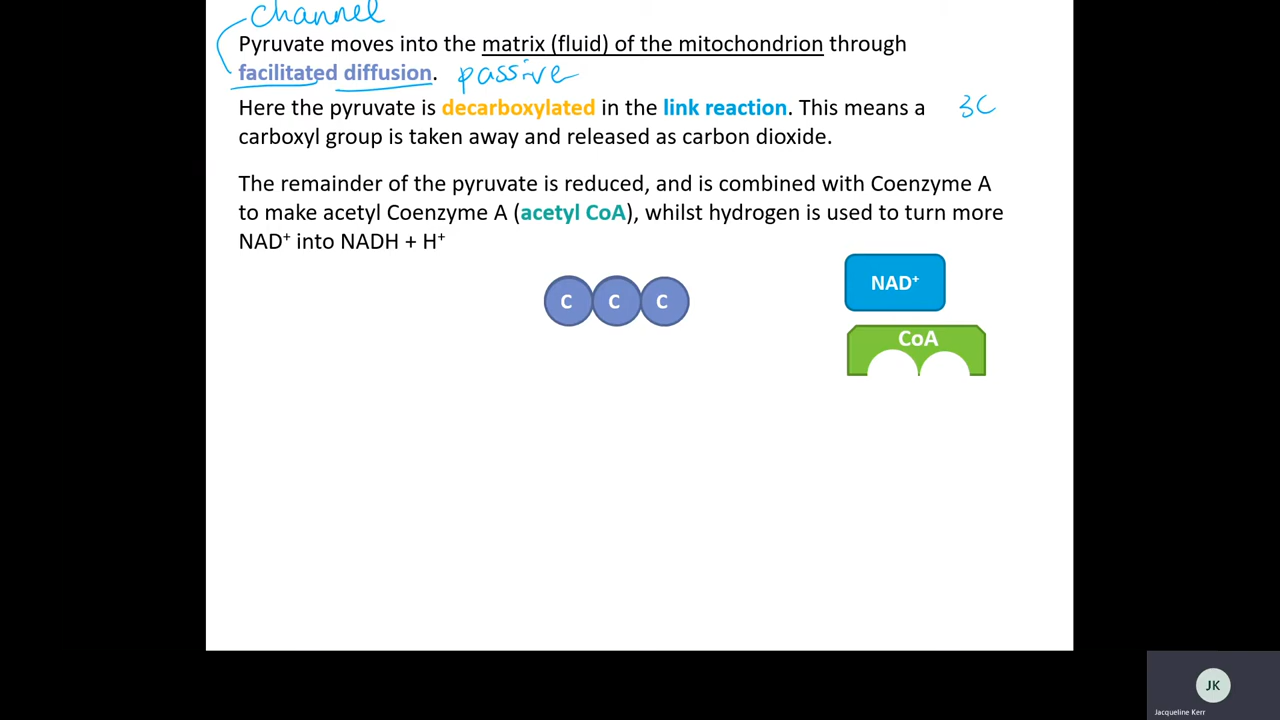 channel
Pyruvate moves into the matrix (fluid) of the mitochondrion through
facilitated diffusion. passive
Here the pyruvate is decarboxylated in the link reaction. This means a 3C
carboxyl group is taken away and released as carbon dioxide.
The remainder of the pyruvate is reduced, and is combined with Coenzyme A
to make acetyl Coenzyme A (acetyl CoA), whilst hydrogen is used to turn more
NAD⁺ into NADH + H⁺
NAD⁺
C C C
CoA
JK
Jacqueline Kerr